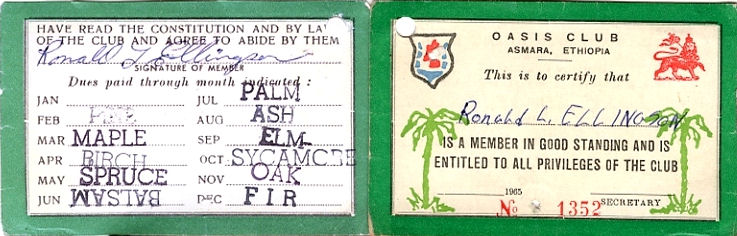 HAVE READ THE CONSTITUTION AND BY LA
OF THE CLUB AND AGREE TO ABIDE BY THEM
Ronald L Ellingson
SIGNATURE OF MEMBER
Dues paid through month indicated :
JAN JUL PALM
FEB PINE AUG ASH
MAR MAPLE SEP ELM
APR BIRCH OCT SYCAMORE
MAY SPRUCE NOV OAK
JUN BALSAM DEC FIR
OASIS CLUB
ASMARA, ETHIOPIA
This is to certify that
Ronald L. ELLINGSON
IS A MEMBER IN GOOD STANDING AND IS
ENTITLED TO ALL PRIVILEGES OF THE CLUB
1965
No 1352 SECRETARY